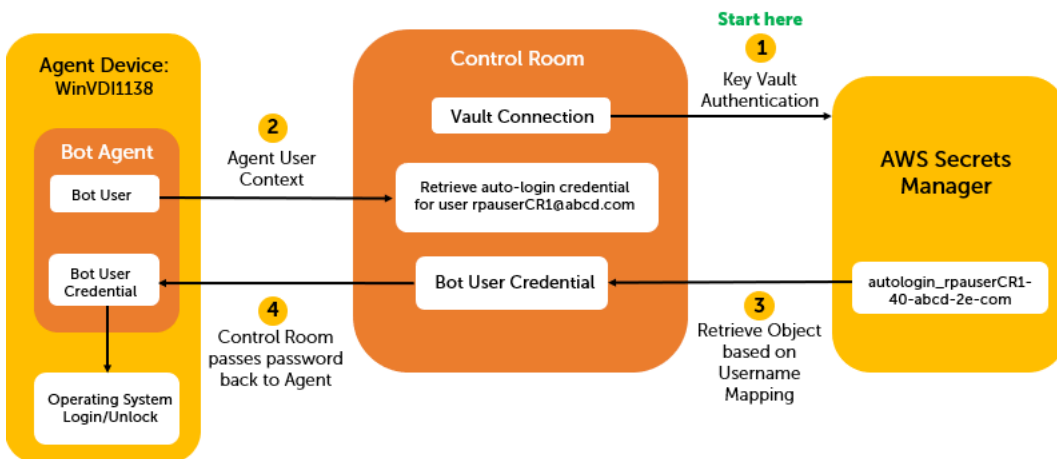 Start here
1
Key Vault
Authentication
Agent Device:
WinVDI1138
Control Room
Vault Connection
2
Agent User
Context
Bot Agent
Bot User
Retrieve auto-login credential
for user rpauserCR1@abcd.com
AWS Secrets
Manager
Bot User
Credential
Bot User Credential
autologin_rpauserCR1-
40-abcd-2e-com
4
Control Room
passes password
back to Agent
3
Retrieve Object
based on
Username
Mapping
Operating System
Login/Unlock